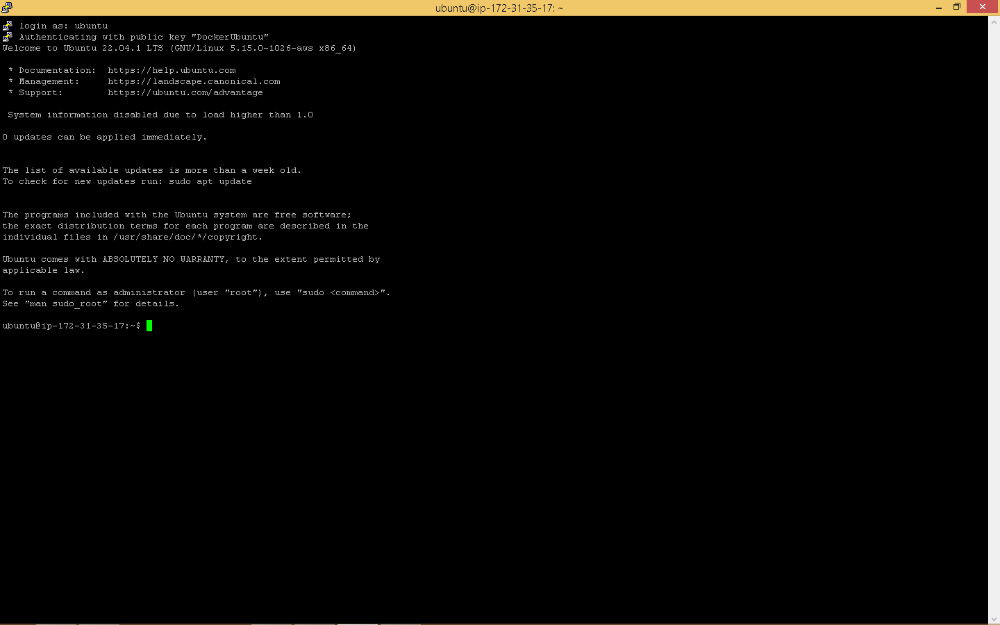 ubuntu@ip-172-31-35-17: ~
login as: ubuntu
Authenticating with public key "DockerUbuntu"
Welcome to Ubuntu 22.04.1 LTS (GNU/Linux 5.15.0-1026-aws x86_64)
* Documentation:  https://help.ubuntu.com
* Management:     https://landscape.canonical.com
* Support:        https://ubuntu.com/advantage
System information disabled due to load higher than 1.0
0 updates can be applied immediately.
The list of available updates is more than a week old.
To check for new updates run: sudo apt update
The programs included with the Ubuntu system are free software;
the exact distribution terms for each program are described in the
individual files in /usr/share/doc/*/copyright.
Ubuntu comes with ABSOLUTELY NO WARRANTY, to the extent permitted by
applicable law.
To run a command as administrator (user "root"), use "sudo <command>".
See "man sudo_root" for details.
ubuntu@ip-172-31-35-17:~$